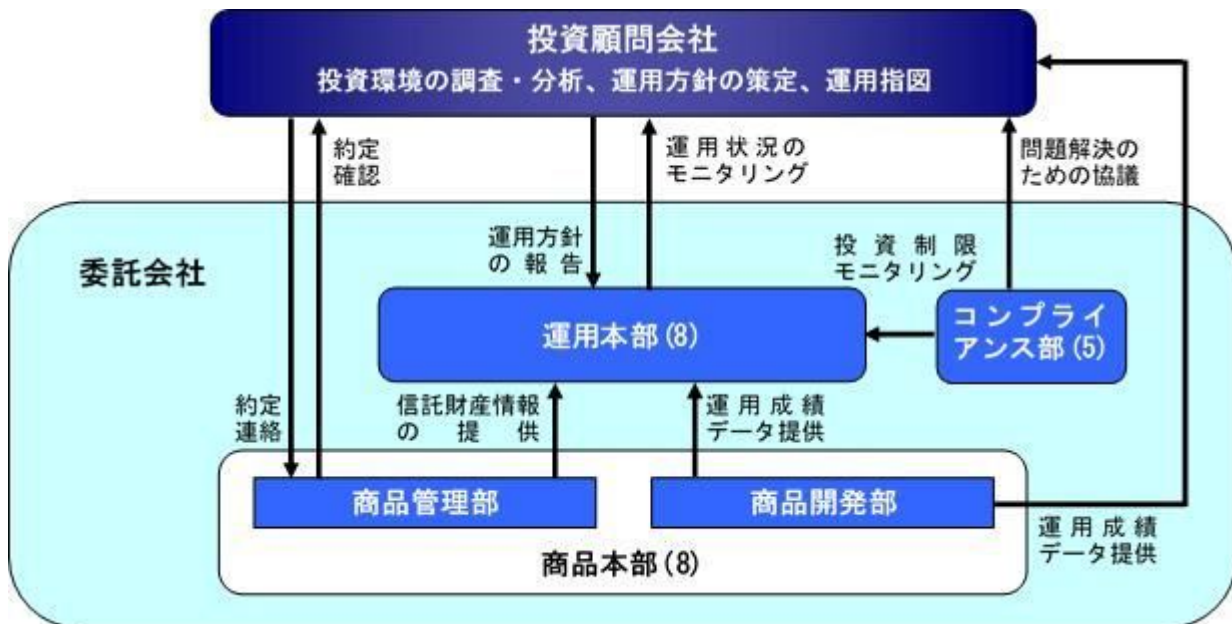 投資顧問会社
投資環境の調査・分析、運用方針の策定、運用指図
約定
確認
運用状況の
モニタリング
問題解決の
ための協議
委託会社
運用方針
の報告
投資制限
モニタリング
運用本部(8)
コンプライ
アンス部(5)
約定
連絡
信託財産情報
の提供
運用成績
データ提供
商品管理部
商品開発部
運用成績
データ提供
商品本部(8)